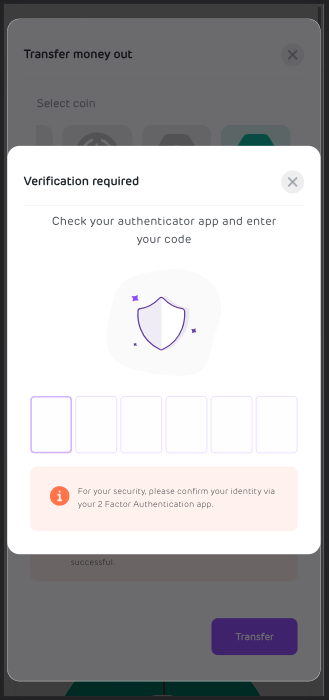 Transfer money out
Select coin
Verification required
Check your authenticator app and enter
your code
For your security, please confirm your identity via
your 2 Factor Authentication app.
successful.
Transfer